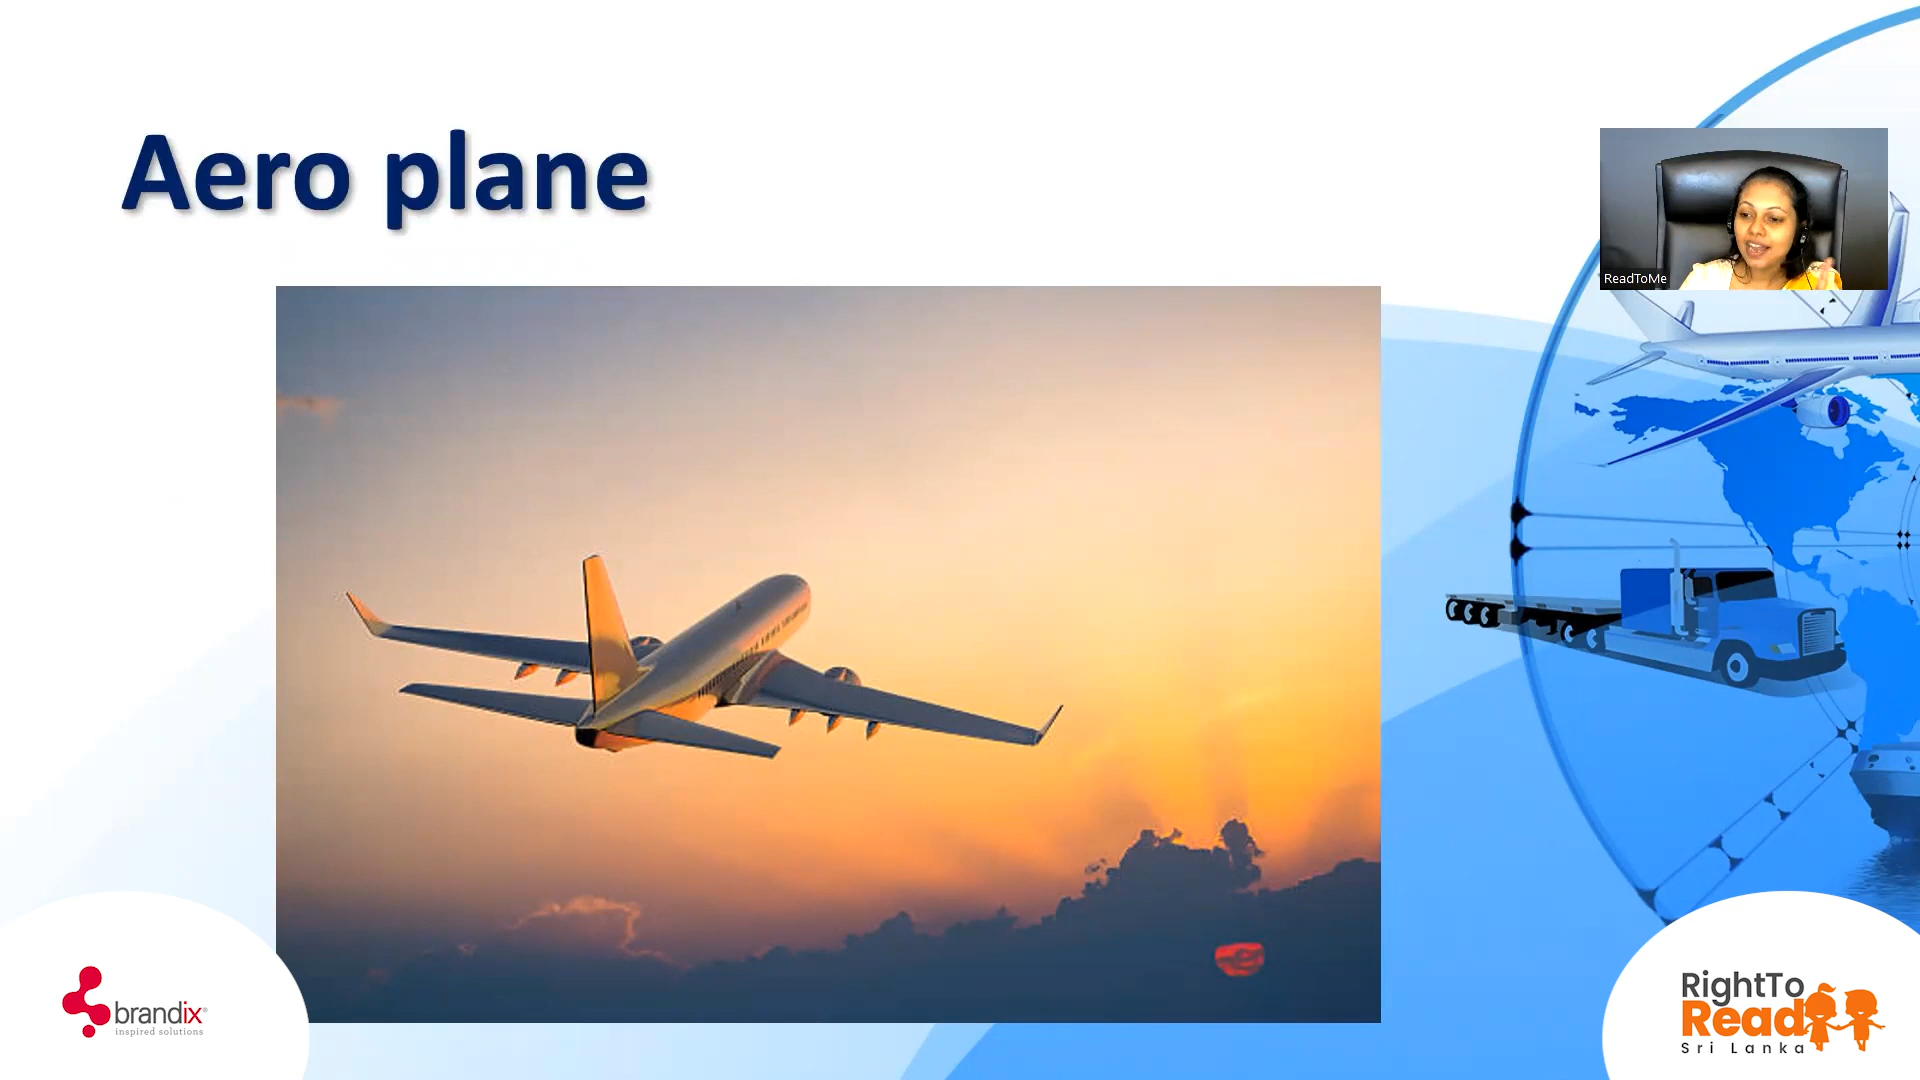 Aero plane
ReadToMe
brandix
inspired solutions
RightTo
Read
Sri Lanka